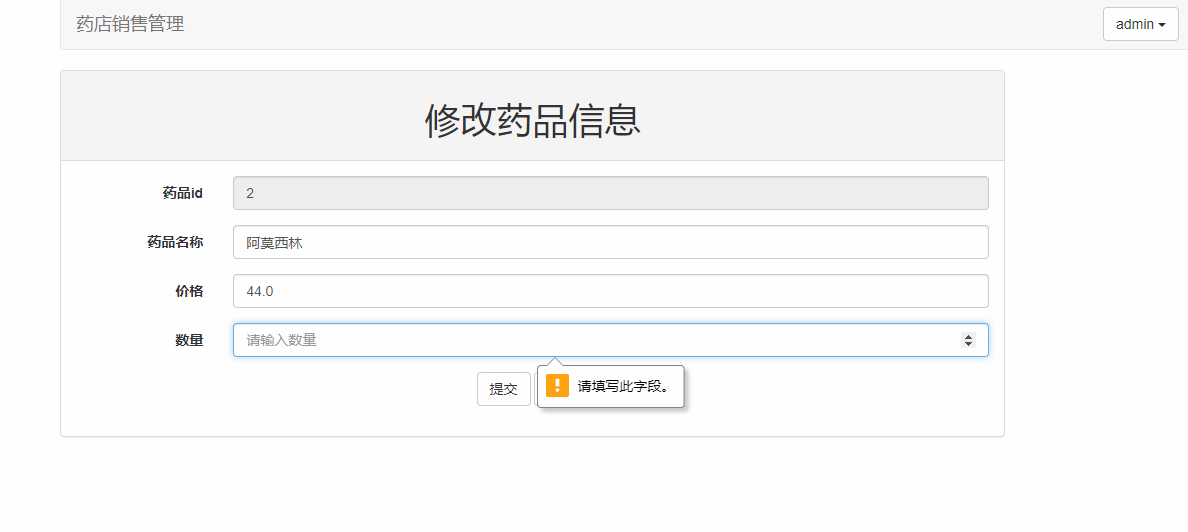 药店销售管理
admin
修改药品信息
药品id
2
药品名称
阿莫西林
价格
44.0
数量
请输入数量
提交
请填写此字段。